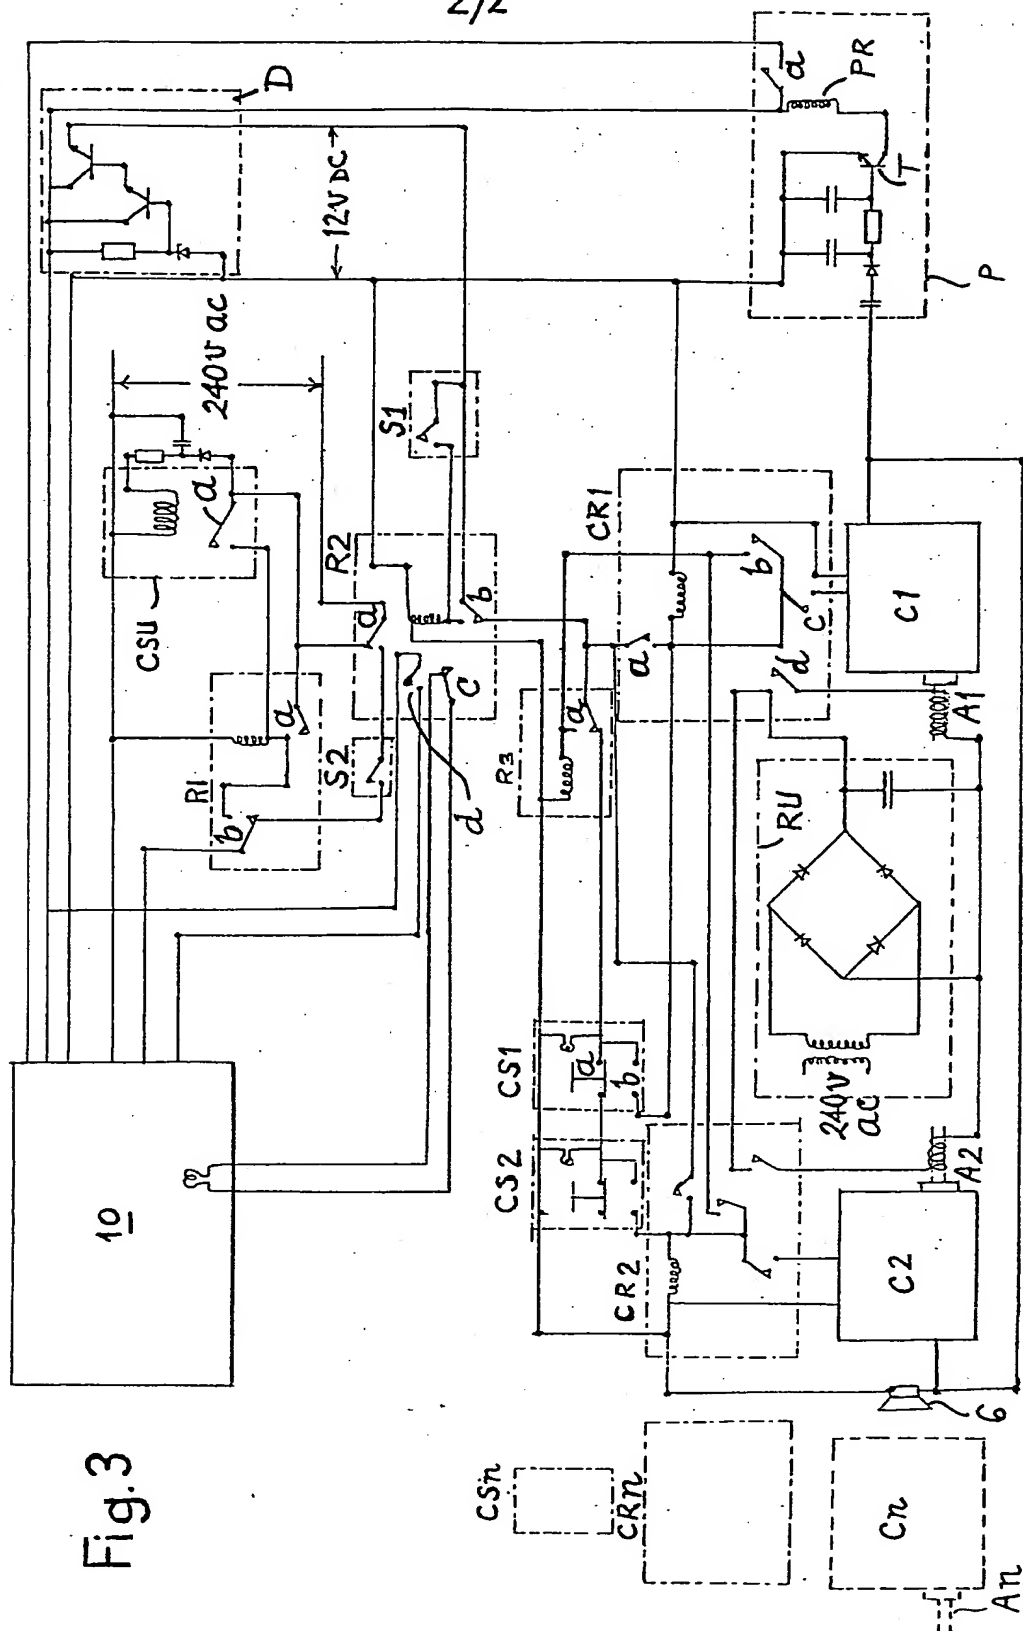 2/2
D
a
PR
T
P
12V DC
240V ac
CSU
a
S1
R2
a
b
c
d
R1
a
b
S2
R3
a
CR1
a
b
c
d
C1
A1
RU
240V
ac
CS1
a
b
CS2
CR2
A2
C2
6
10
Fig.3
CSn
CRn
Cn
An